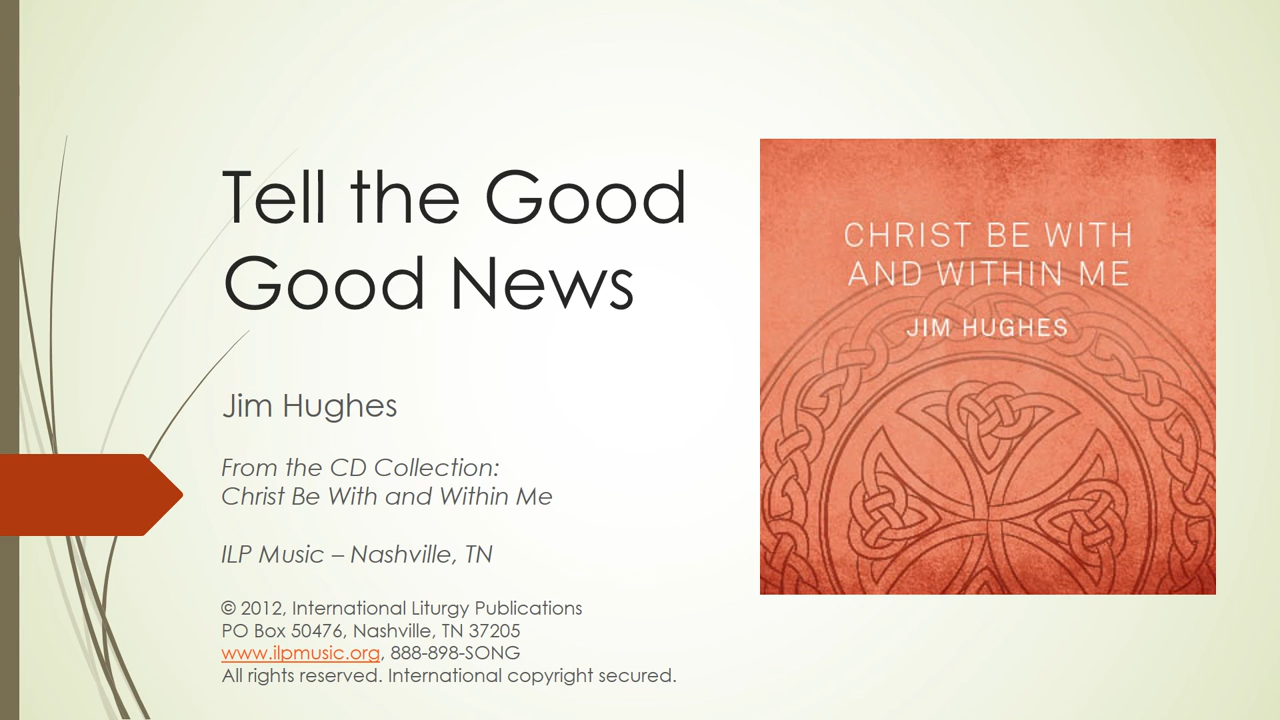 Tell the Good
Good News
Jim Hughes
From the CD Collection:
Christ Be With and Within Me
ILP Music – Nashville, TN
© 2012, International Liturgy Publications
PO Box 50476, Nashville, TN 37205
www.ilpmusic.org, 888-898-SONG
All rights reserved. International copyright secured.
CHRIST BE WITH
AND WITHIN ME
JIM HUGHES